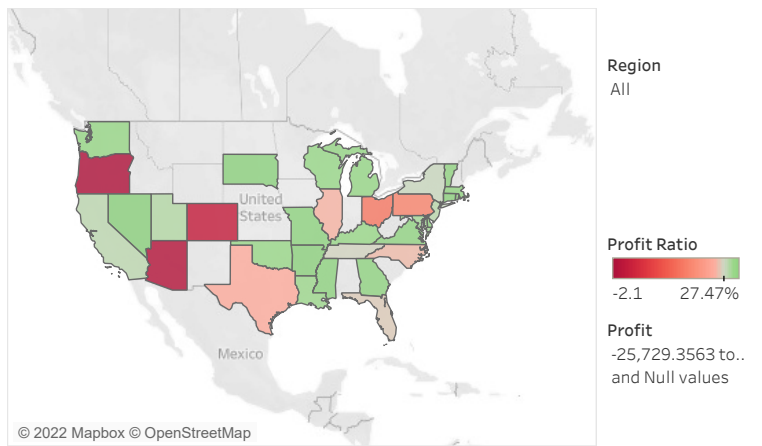 Region
All
United
States
Profit Ratio
-2.1 27.47%
Profit
-25,729.3563 to..
and Null values
Mexico
© 2022 Mapbox © OpenStreetMap